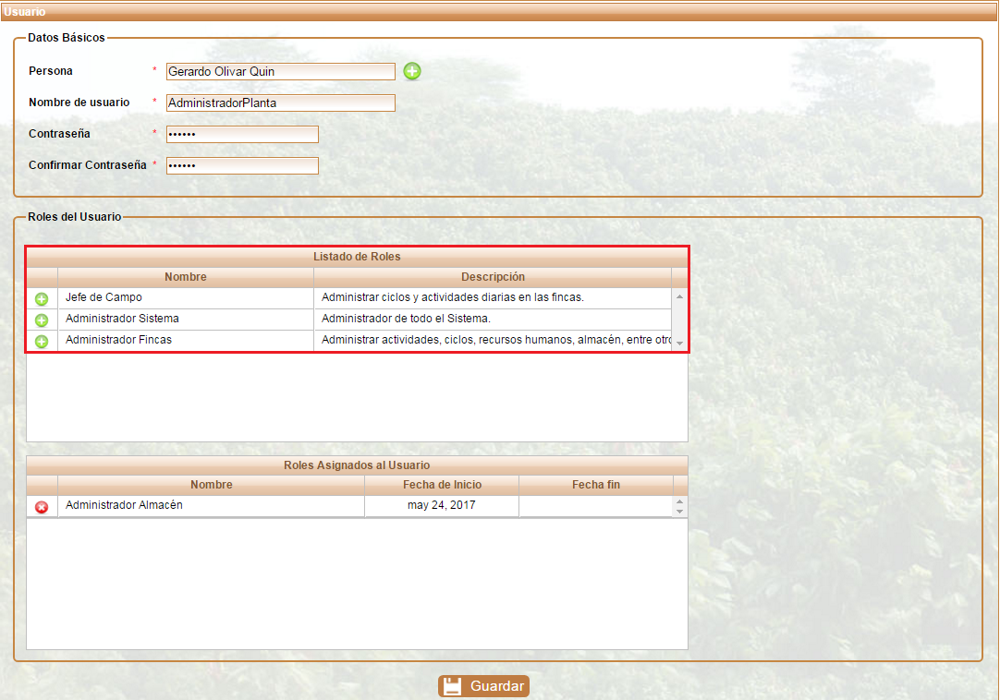 Usuario
Datos Básicos
Persona * Gerardo Olivar Quin
Nombre de usuario * AdministradorPlanta
Contraseña * ••••••
Confirmar Contraseña * ••••••
Roles del Usuario
Listado de Roles
Nombre Descripción
Jefe de Campo Administrar ciclos y actividades diarias en las fincas.
Administrador Sistema Administrador de todo el Sistema.
Administrador Fincas Administrar actividades, ciclos, recursos humanos, almacén, entre otro
Roles Asignados al Usuario
Nombre Fecha de Inicio Fecha fin
Administrador Almacén may 24, 2017
Guardar